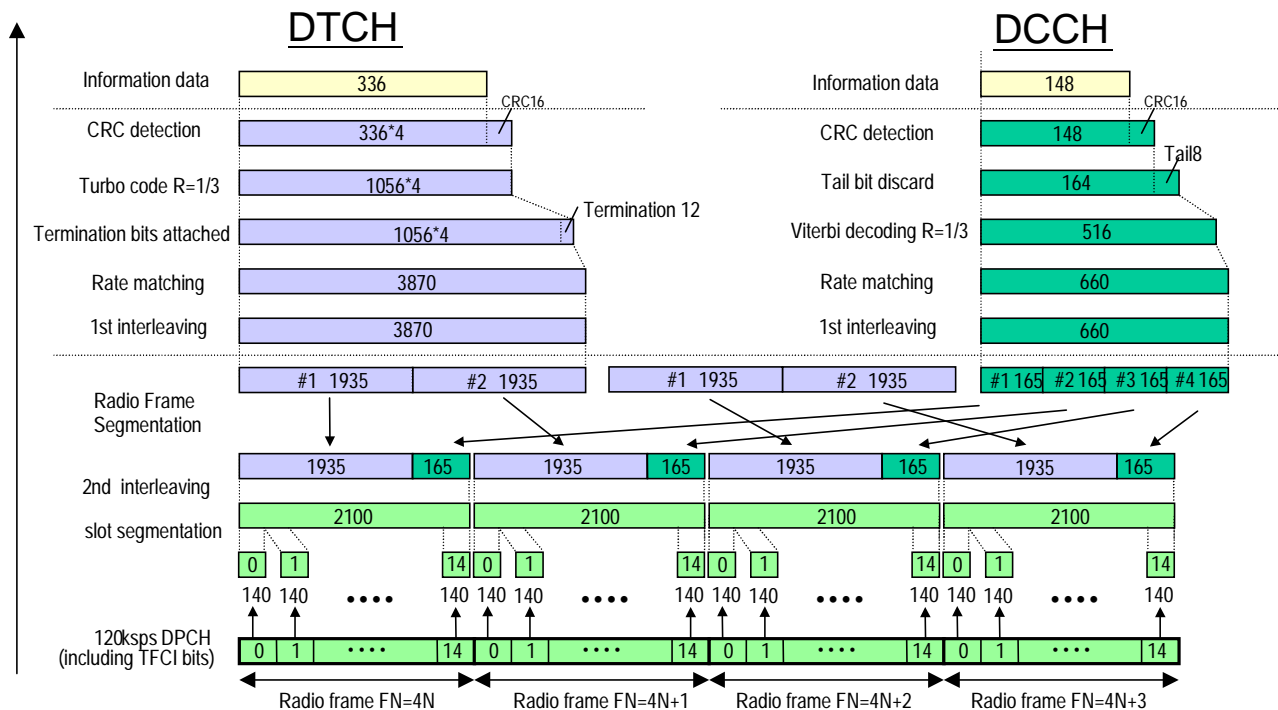 DTCH DCCH
Information data 336 Information data 148
CRC16 CRC16
CRC detection 336*4 CRC detection 148
Tail8
Turbo code R=1/3 1056*4 Tail bit discard 164
Termination 12
Termination bits attached 1056*4 Viterbi decoding R=1/3 516
Rate matching 3870 Rate matching 660
1st interleaving 3870 1st interleaving 660
#1 1935 #2 1935 #1 1935 #2 1935 #1 165 #2 165 #3 165 #4 165
Radio Frame
Segmentation
1935 165 1935 165 1935 165 1935 165
2nd interleaving
2100 2100 2100 2100
slot segmentation
0 1 14 0 1 14 0 1 14 0 1 14
140 140 •••• 140 140 140 •••• 140 140 140 •••• 140 140 140 •••• 140
120ksps DPCH
(including TFCI bits)
0 1 •••• 14 0 1 •••• 14 0 1 •••• 14 0 1 •••• 14
Radio frame FN=4N Radio frame FN=4N+1 Radio frame FN=4N+2 Radio frame FN=4N+3